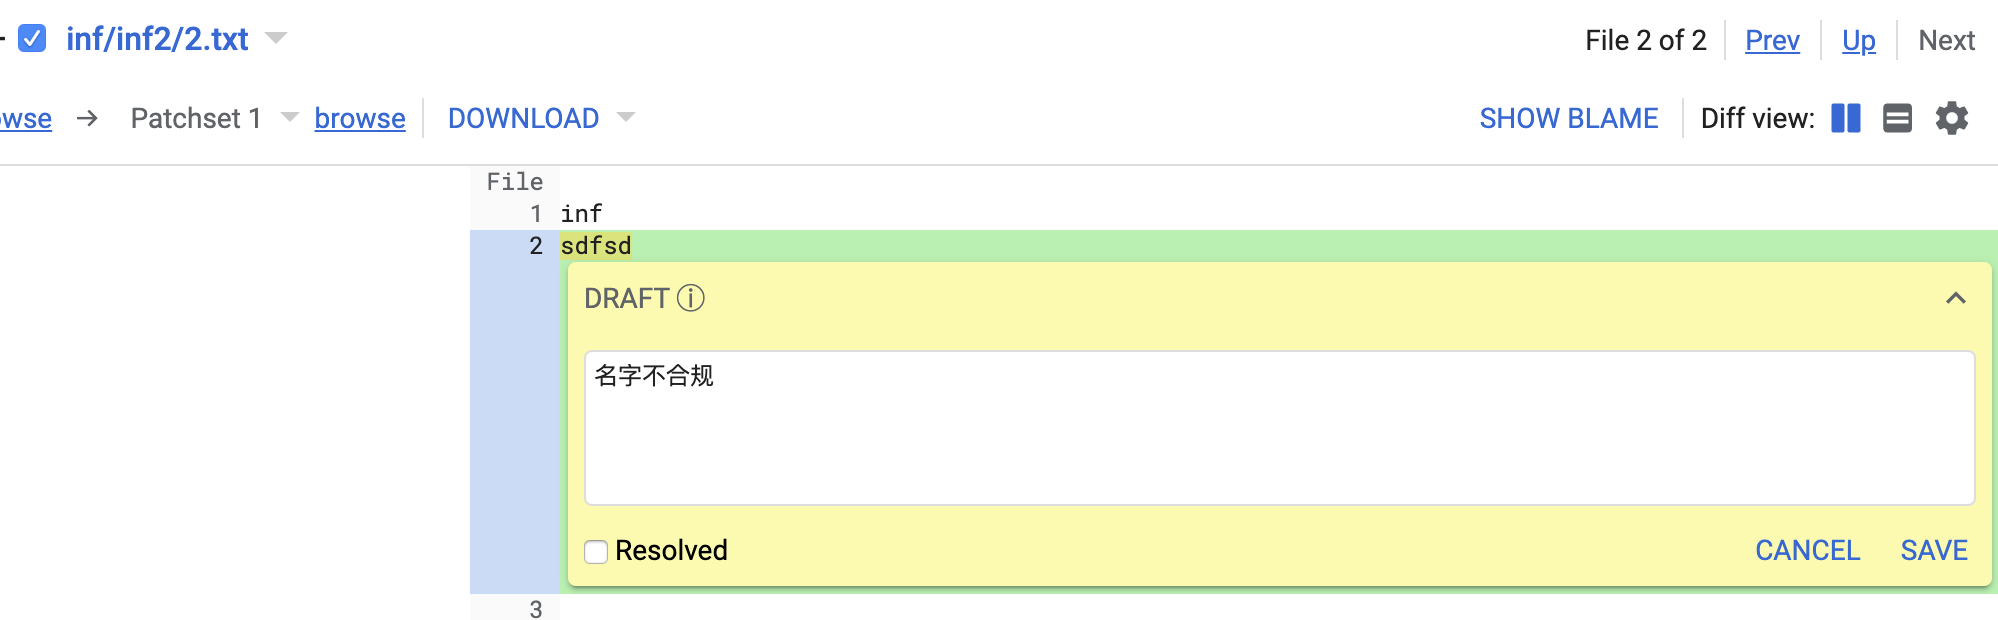 inf/inf2/2.txt File 2 of 2 Prev Up Next
owse → Patchset 1 browse DOWNLOAD SHOW BLAME Diff view:
File
1 inf
2 sdfsd
DRAFT
名字不合规
Resolved CANCEL SAVE
3